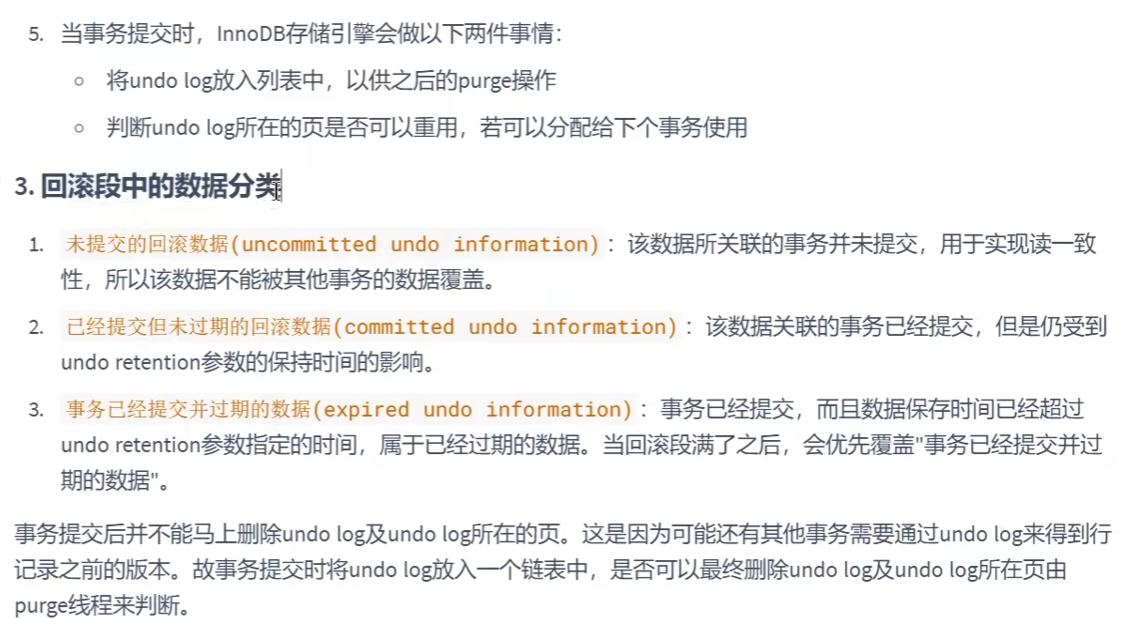 5. 当事务提交时，InnoDB存储引擎会做以下两件事情：
○ 将undo log放入列表中，以供之后的purge操作
○ 判断undo log所在的页是否可以重用，若可以分配给下个事务使用
3. 回滚段中的数据分类
1. 未提交的回滚数据(uncommitted undo information)：该数据所关联的事务并未提交，用于实现读一致
性，所以该数据不能被其他事务的数据覆盖。
2. 已经提交但未过期的回滚数据(committed undo information)：该数据关联的事务已经提交，但是仍受到
undo retention参数的保持时间的影响。
3. 事务已经提交并过期的数据(expired undo information)：事务已经提交，而且数据保存时间已经超过
undo retention参数指定的时间，属于已经过期的数据。当回滚段满了之后，会优先覆盖"事务已经提交并过
期的数据"。
事务提交后并不能马上删除undo log及undo log所在的页。这是因为可能还有其他事务需要通过undo log来得到行
记录之前的版本。故事务提交时将undo log放入一个链表中，是否可以最终删除undo log及undo log所在页由
purge线程来判断。